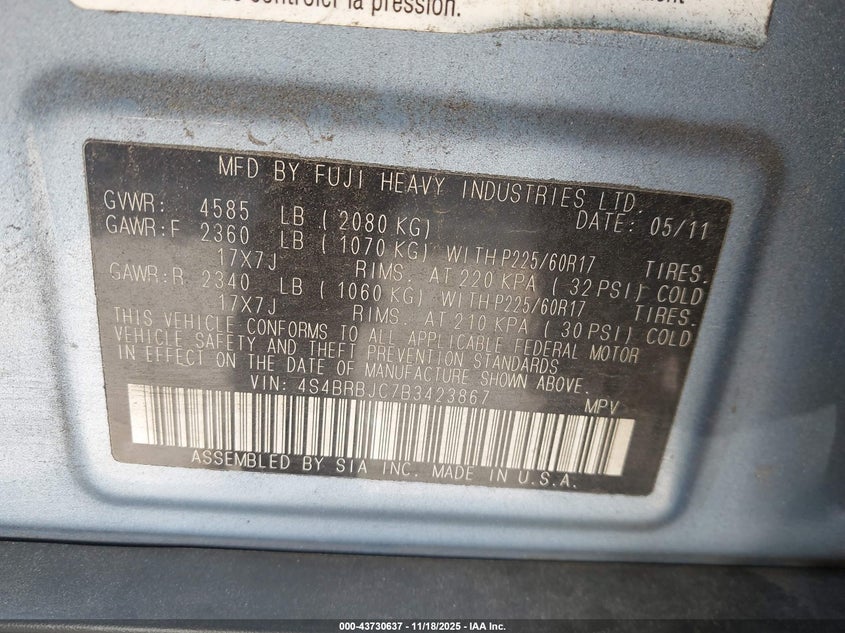 contrôler la pression.
MFD BY FUJI HEAVY INDUSTRIES LTD.
GVWR: 4585 LB ( 2080 KG) DATE: 05/11
GAWR:F 2360 LB ( 1070 KG) WITH P225/60R17 TIRES.
17X7J RIMS. AT 220 KPA ( 32 PSI) COLD
GAWR:R 2340 LB ( 1060 KG) WITH P225/60R17 TIRES.
17X7J RIMS. AT 210 KPA ( 30 PSI) COLD
THIS VEHICLE CONFORMS TO ALL APPLICABLE FEDERAL MOTOR
VEHICLE SAFETY AND THEFT PREVENTION STANDARDS
IN EFFECT ON THE DATE OF MANUFACTURE SHOWN ABOVE.
VIN: 4S4BRBJC7B3423867 MPV
ASSEMBLED BY SIA INC. MADE IN U.S.A.
000-43730637 - 11/18/2025 - IAA Inc.